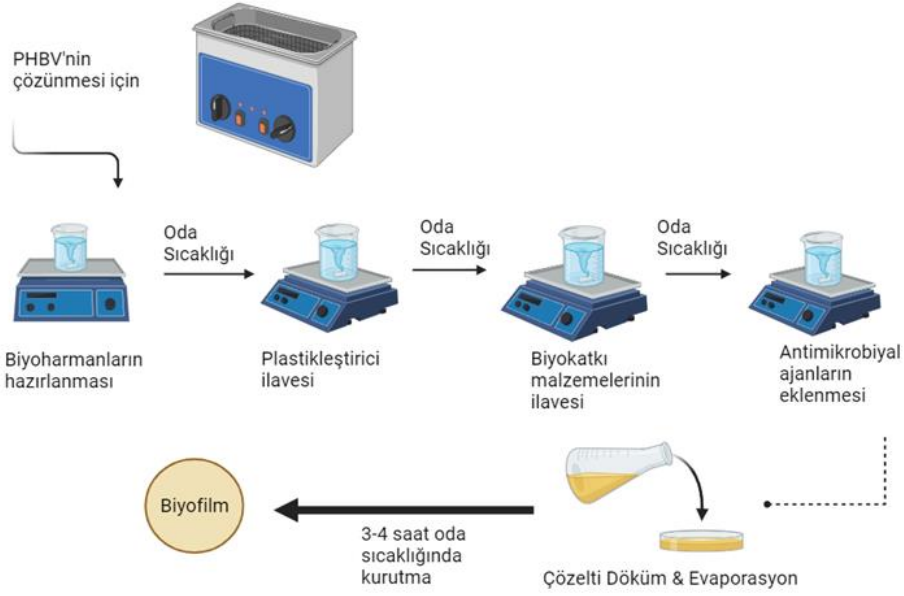 PHBV'nin
çözünmesi için
Oda
Sıcaklığı
Oda
Sıcaklığı
Oda
Sıcaklığı
Biyoharmanların
hazırlanması
Plastikleştirici
ilavesi
Biyokatkı
malzemelerinin
ilavesi
Antimikrobiyal
ajanların
eklenmesi
Biyofilm
3-4 saat oda
sıcaklığında
kurutma
Çözelti Döküm & Evaporasyon